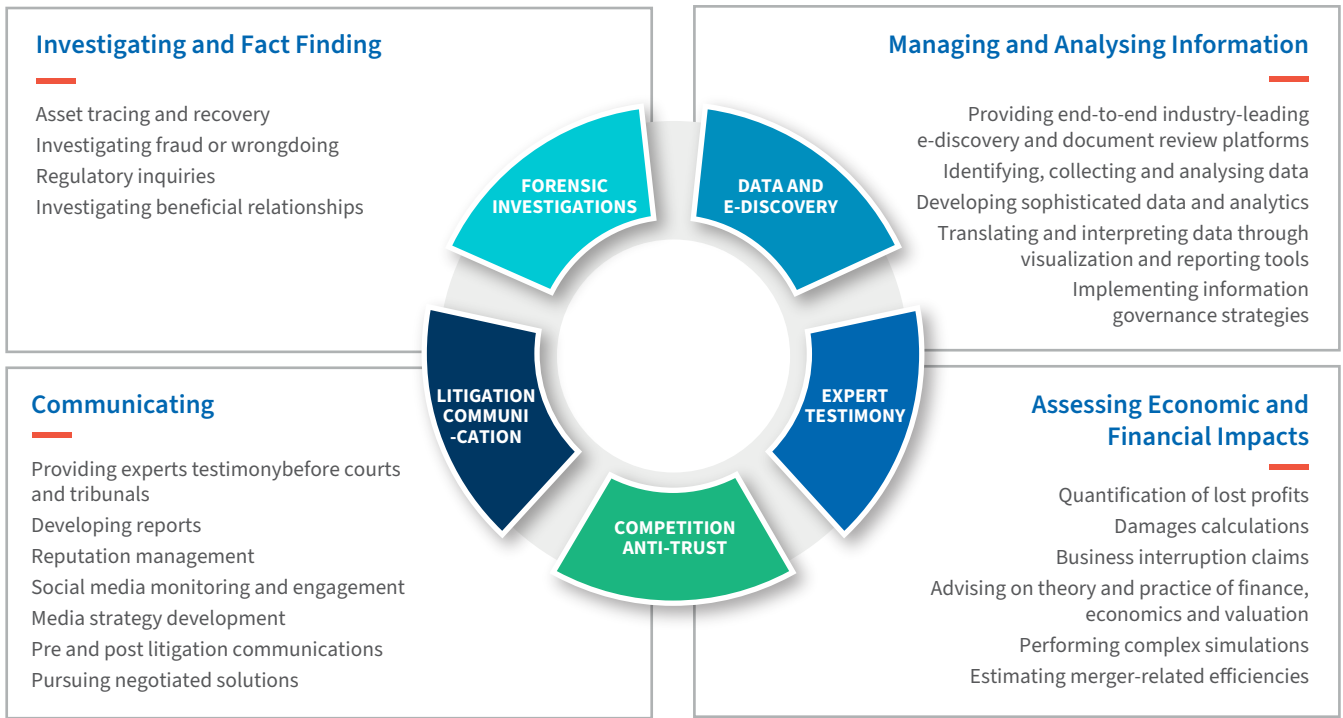 Investigating and Fact Finding
Asset tracing and recovery
Investigating fraud or wrongdoing
Regulatory inquiries
Investigating beneficial relationships
Managing and Analysing Information
Providing end-to-end industry-leading
e-discovery and document review platforms
Identifying, collecting and analysing data
Developing sophisticated data and analytics
Translating and interpreting data through
visualization and reporting tools
Implementing information
governance strategies
FORENSIC
INVESTIGATIONS
DATA AND
E-DISCOVERY
LITIGATION
COMMUNI
-CATION
EXPERT
TESTIMONY
COMPETITION
ANTI-TRUST
Communicating
Providing experts testimonybefore courts
and tribunals
Developing reports
Reputation management
Social media monitoring and engagement
Media strategy development
Pre and post litigation communications
Pursuing negotiated solutions
Assessing Economic and
Financial Impacts
Quantification of lost profits
Damages calculations
Business interruption claims
Advising on theory and practice of finance,
economics and valuation
Performing complex simulations
Estimating merger-related efficiencies